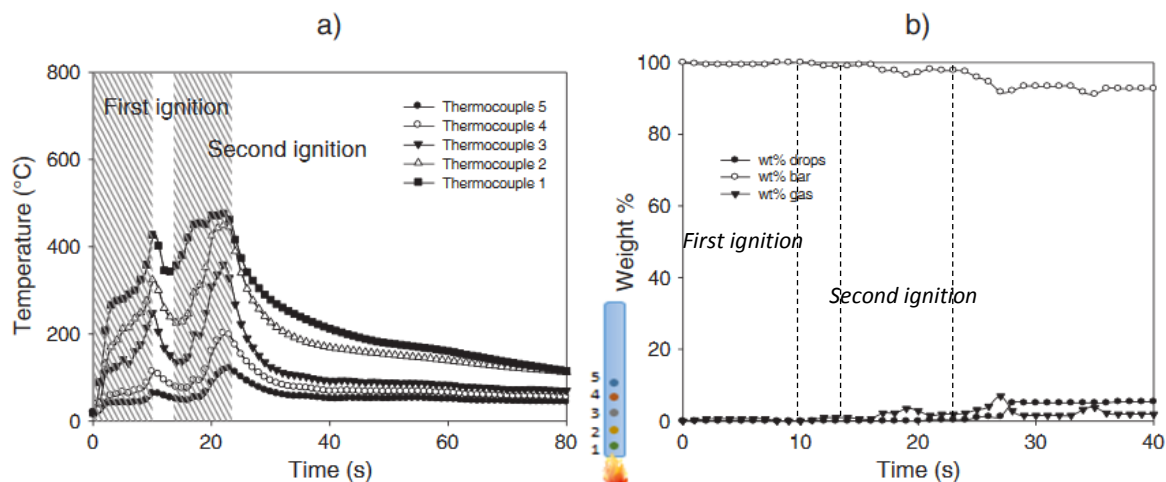 a)
800
600
400
200
0
Temperature (°C)
First ignition
Second ignition
Thermocouple 5
Thermocouple 4
Thermocouple 3
Thermocouple 2
Thermocouple 1
0 20 40 60 80
Time (s)
5
4
3
2
1
b)
100
80
60
40
20
0
Weight %
wt% drops
wt% bar
wt% gas
First ignition
Second ignition
0 10 20 30 40
Time (s)